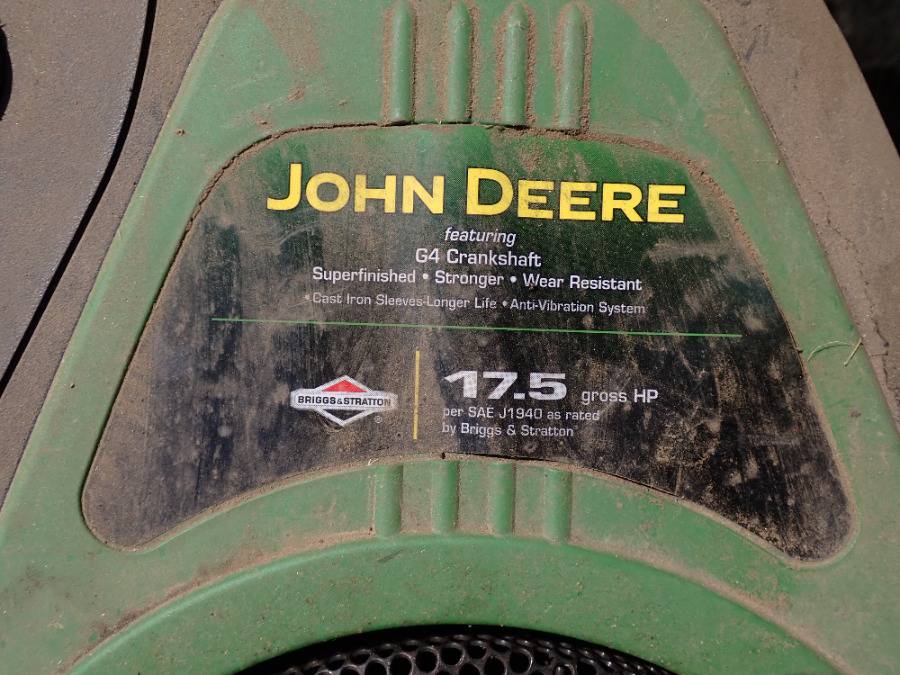 JOHN DEERE
featuring
G4 Crankshaft
Superfinished • Stronger • Wear Resistant
•Cast Iron Sleeves-Longer Life •Anti-Vibration System
BRIGGS&STRATTON®
17.5 gross HP
per SAE J1940 as rated
by Briggs & Stratton